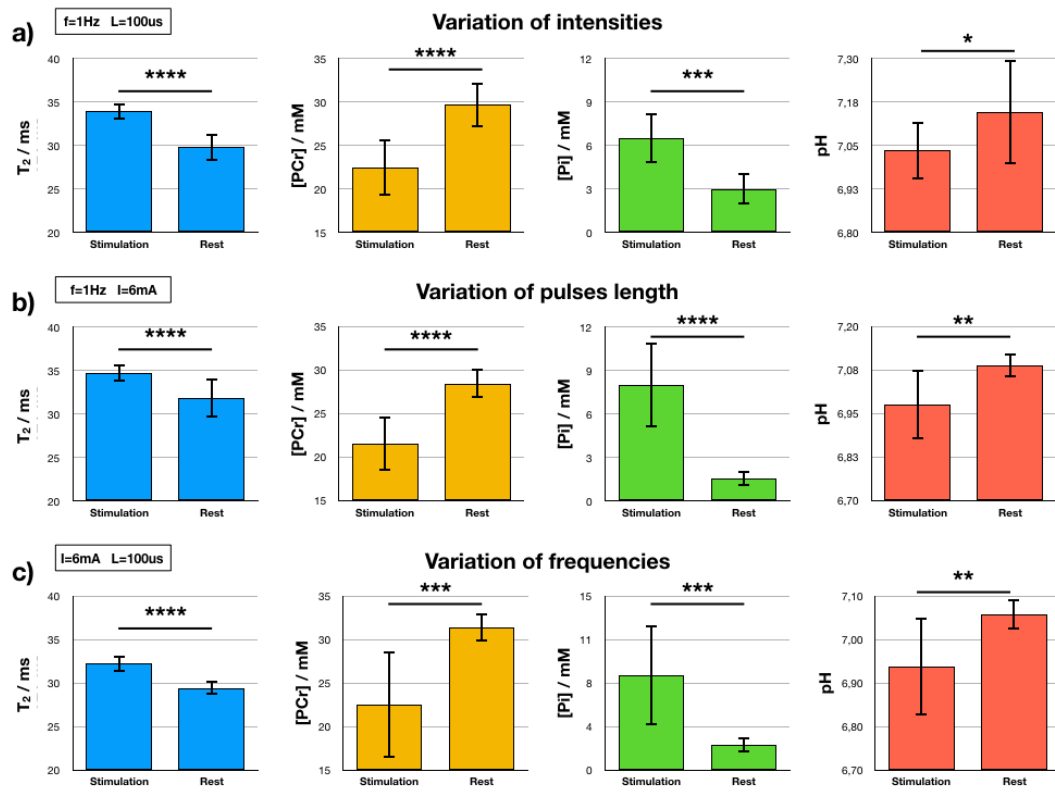 a)
f=1Hz L=100us
Variation of intensities
****
****
***
*
T2 / ms
40
35
30
25
20
Stimulation Rest
[PCr] / mM
35
30
25
20
15
Stimulation Rest
[Pi] / mM
12
9
6
3
0
Stimulation Rest
pH
7,30
7,18
7,05
6,93
6,80
Stimulation Rest
b)
f=1Hz I=6mA
Variation of pulses length
****
****
****
**
T2 / ms
40
35
30
25
20
Stimulation Rest
[PCr] / mM
35
30
25
20
15
Stimulation Rest
[Pi] / mM
12
9
6
3
0
Stimulation Rest
pH
7,20
7,08
6,95
6,83
6,70
Stimulation Rest
c)
I=6mA L=100us
Variation of frequencies
****
***
***
**
T2 / ms
40
35
30
25
20
Stimulation Rest
[PCr] / mM
35
30
25
20
15
Stimulation Rest
[Pi] / mM
15
11
8
4
0
Stimulation Rest
pH
7,10
7,00
6,90
6,80
6,70
Stimulation Rest